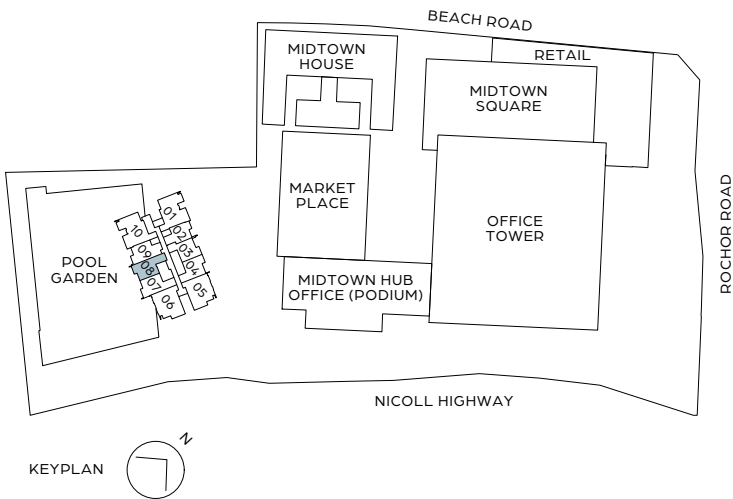 BEACH ROAD
MIDTOWN
HOUSE
RETAIL
MIDTOWN
SQUARE
ROCHOR ROAD
MARKET
PLACE
OFFICE
TOWER
POOL
GARDEN
01
02
03
04
05
10
09
08
07
06
MIDTOWN HUB
OFFICE (PODIUM)
NICOLL HIGHWAY
N
KEYPLAN